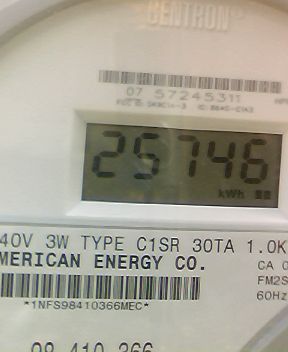 CENTRON
07 57245311
25746
kWh
40V 3W TYPE C1SR 30TA 1.0K
MERICAN ENERGY CO.
CA
FM2S
60Hz
*1NFS98410366MEC*
98 410 366